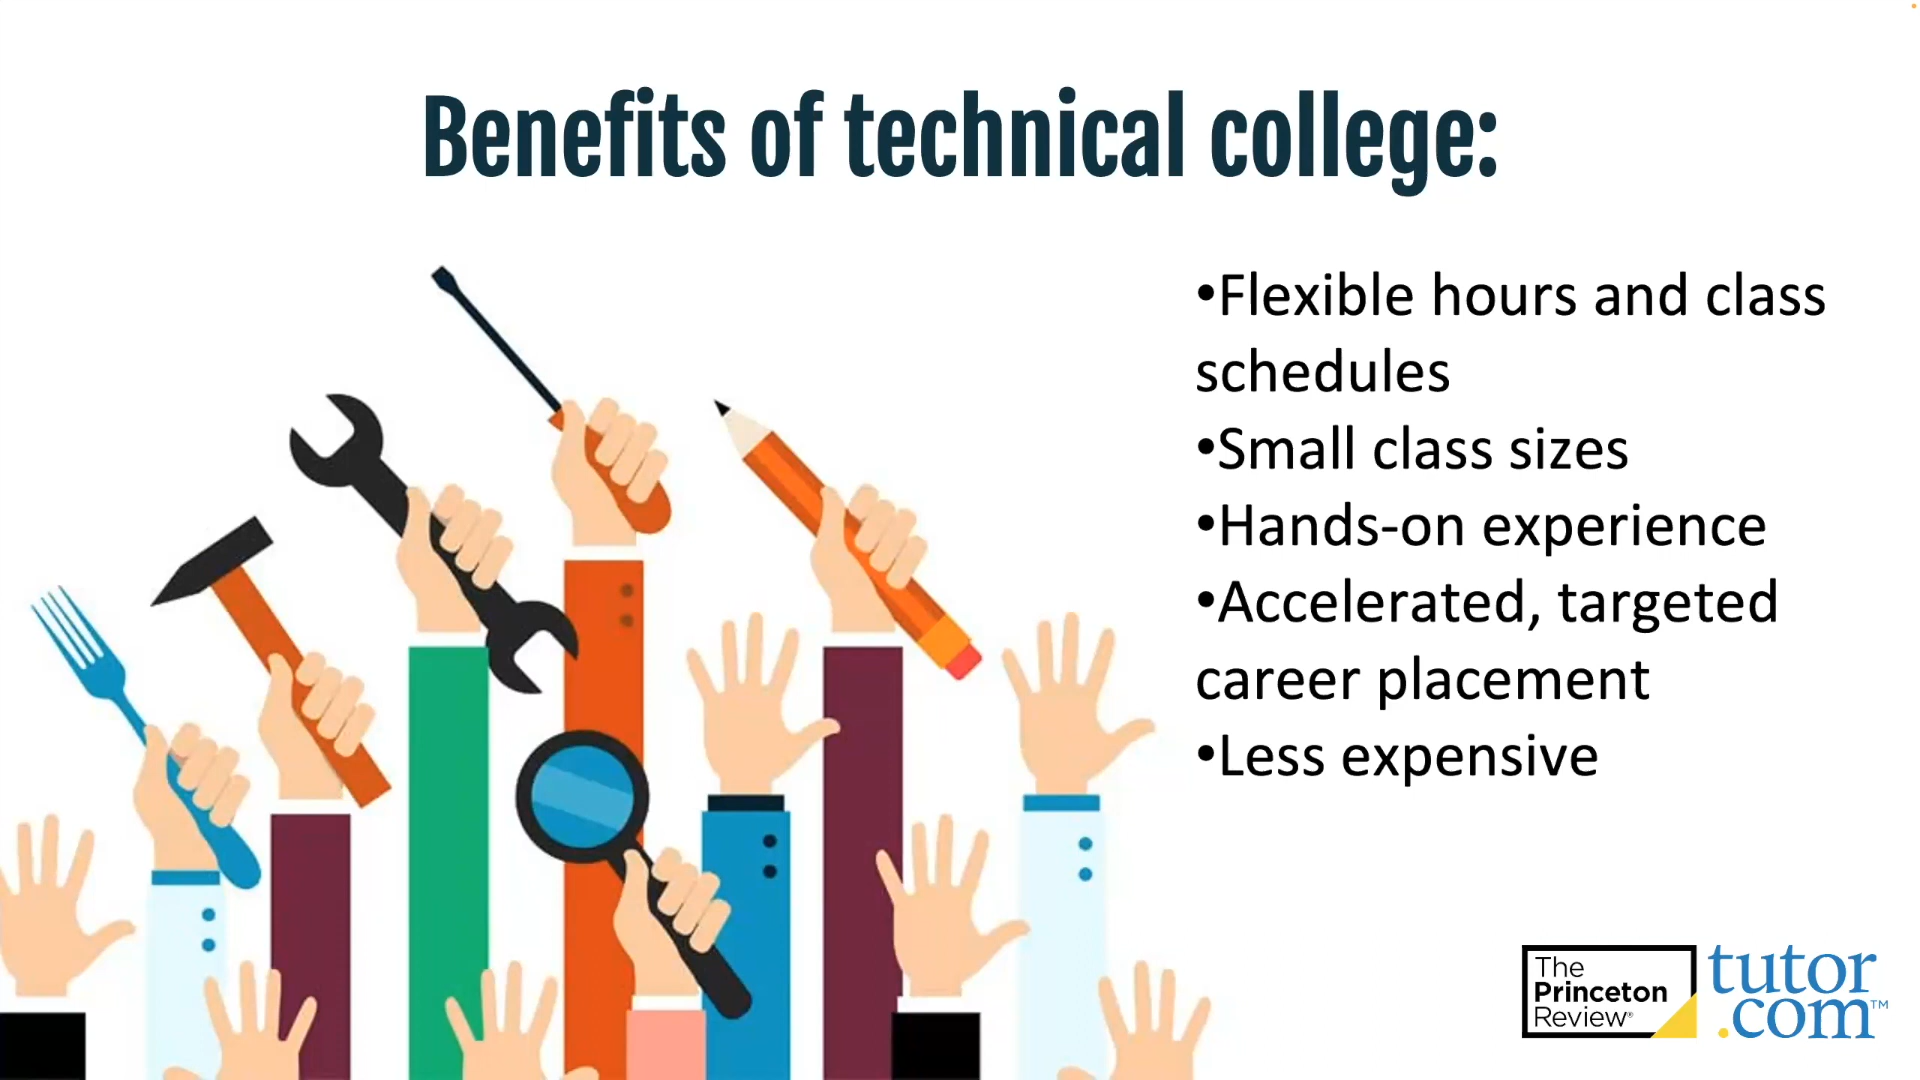 Benefits of technical college:
•Flexible hours and class
schedules
•Small class sizes
•Hands-on experience
•Accelerated, targeted
career placement
•Less expensive
The
Princeton
Review®
tutor
.com™